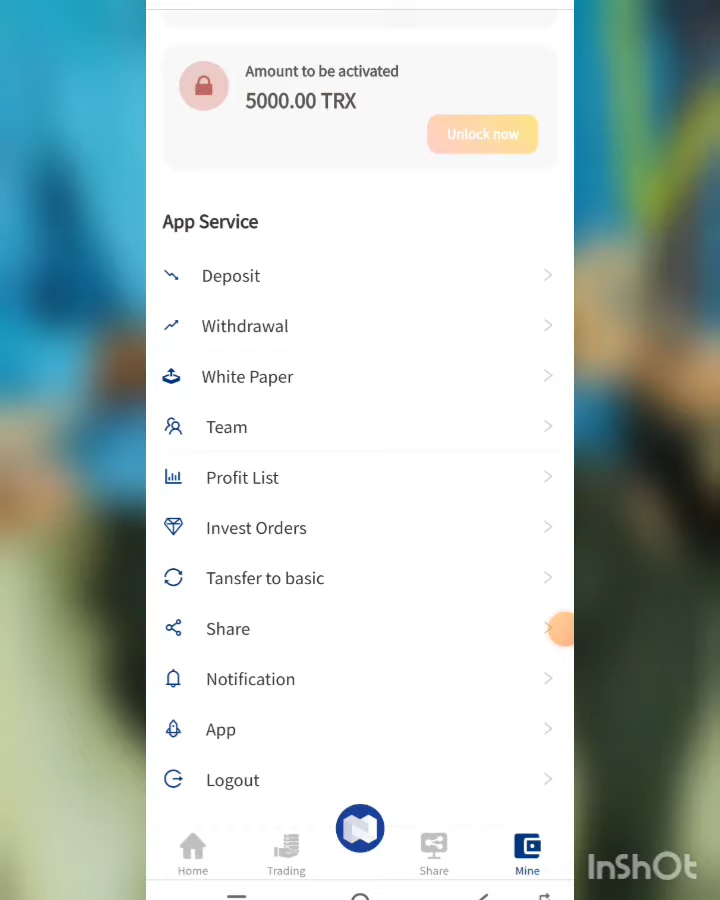 Amount to be activated
5000.00 TRX
Unlock now
App Service
Deposit
Withdrawal
White Paper
Team
Profit List
Invest Orders
Tansfer to basic
Share
Notification
App
Logout
Home
Trading
Share
Mine
InShOt